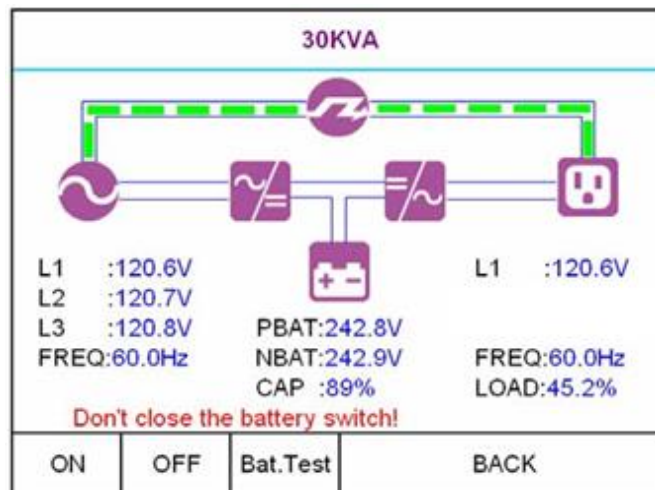 30KVA
L1 :120.6V
L2 :120.7V
L3 :120.8V
FREQ:60.0Hz
PBAT:242.8V
NBAT:242.9V
CAP :89%
L1 :120.6V
FREQ:60.0Hz
LOAD:45.2%
Don't close the battery switch!
ON OFF Bat.Test BACK